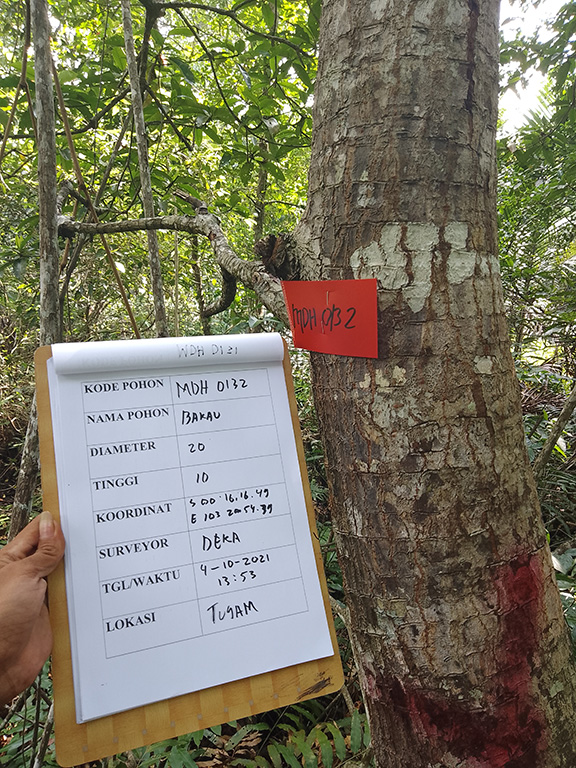 MDH 0132
MDH 0131
KODE POHON MDH 0132
NAMA POHON BAKAU
DIAMETER 20
TINGGI 10
KOORDINAT S 00.16.16.49
E 103 20 54.39
SURVEYOR DEKA
TGL/WAKTU 4-10-2021
13:53
LOKASI TUGAM